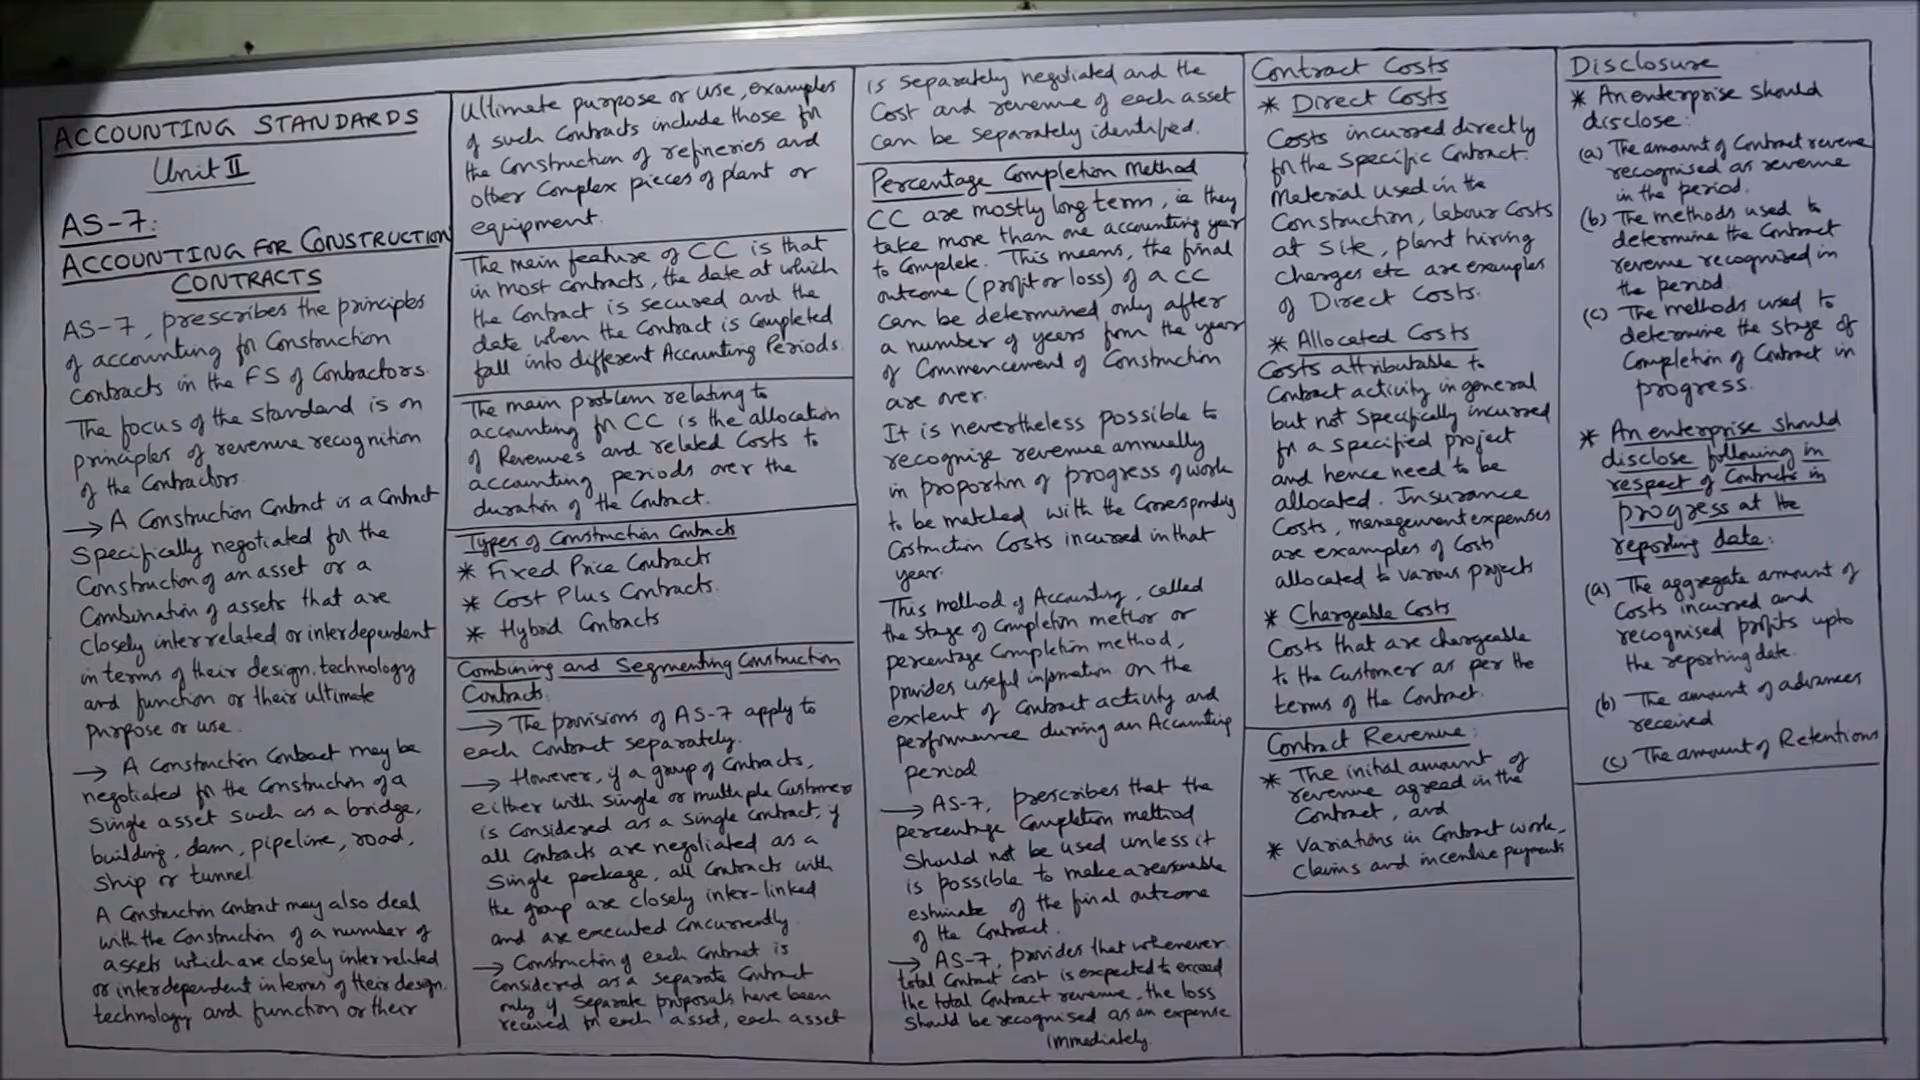 ACCOUNTING STANDARDS
Unit II
AS-7:
ACCOUNTING FOR CONSTRUCTION
CONTRACTS
AS-7, prescribes the principles
of accounting for Construction
Contracts in the FS of Contractors.
The focus of the standard is on
principles of revenue recognition
of the Contractors.
→ A Construction Contract is a Contract
Specifically negotiated for the
Construction of an asset or a
Combination of assets that are
closely inter related or interdependent
in terms of their design, technology
and function or their ultimate
purpose or use.
→ A Construction Contract may be
negotiated for the Construction of a
single asset such as a bridge,
building, dam, pipeline, road,
ship or tunnel
A Construction Contract may also deal
with the Construction of a number of
assets which are closely inter related
or interdependent in terms of their design,
technology and function or their
Ultimate purpose or use, examples
of such Contracts include those for
the Construction of refineries and
other Complex pieces of plant or
equipment.
The main feature of CC is that
in most contracts, the date at which
the Contract is secured and the
date when the Contract is Completed
fall into different Accounting Periods.
The main problem relating to
accounting for CC is the allocation
of Revenues and related Costs to
accounting periods over the
duration of the Contract.
Types of Construction Contracts
* Fixed Price Contracts
* Cost Plus Contracts.
* Hybrid Contracts
Combining and Segmenting Construction
Contracts.
→ The provisions of AS-7 apply to
each Contract separately.
→ However, if a group of Contracts,
either with single or multiple Customer
is Considered as a single contract, if
all Contracts are negotiated as a
Single package, all Contracts with
the group are closely inter-linked
and are executed Concurrently.
→ Construction of each Contract is
Considered as a separate Contract
only if Separate proposals have been
received for each asset, each asset
is separately negotiated and the
Cost and revenue of each asset
can be separately identified.
Percentage Completion Method
CC are mostly long term, ie they
take more than one accounting year
to Complete. This means, the final
outcome (profit or loss) of a CC
can be determined only after
a number of years from the year
of Commencement of Construction
are over.
It is nevertheless possible to
recognize revenue annually
in proportion of progress of work
to be matched with the Corresponding
Costruction Costs incurred in that
year.
This method of Accounting, called
the stage of Completion methor or
percentage Completion method,
provides useful information on the
extent of Contract activity and
performance during an Accounting
period
→ AS-7, prescribes that the
percentage Completion method
Should not be used unless it
is possible to make a reasonable
estimate of the final outcome
of the Contract.
→ AS-7, provides that whenever
total Contract cost is expected to exceed
the total Contract revenue, the loss
should be recognised as an expense
immediately.
Contract Costs
* Direct Costs
Costs incurred directly
for the Specific Contract.
Material used in the
Construction, labour Costs
at site, plant hiring
charges etc are examples
of Direct Costs.
* Allocated Costs
Costs attributable to
Contract activity in general
but not Specifically incurred
for a specified project
and hence need to be
allocated. Insurance
Costs, management expenses
are examples of Costs
allocated to various projects
* Chargeable Costs
Costs that are chargeable
to the Customer as per the
terms of the Contract.
Contract Revenue:
* The initial amount of
revenue agreed in the
Contract, and
* Variations in Contract work,
Claims and incentive payments
Disclosure
* An enterprise should
disclose:
(a) The amount of Contract revenue
recognised as revenue
in the period.
(b) The methods used to
determine the Contract
revenue recognized in
the period.
(c) The methods used to
determine the stage of
Completion of Contract in
progress.
* An enterprise should
disclose following in
respect of Contracts in
progress at the
reporting date:
(a) The aggregate amount of
Costs incurred and
recognised profits upto
the reporting date.
(b) The amount of advances
received
(c) The amount of Retentions